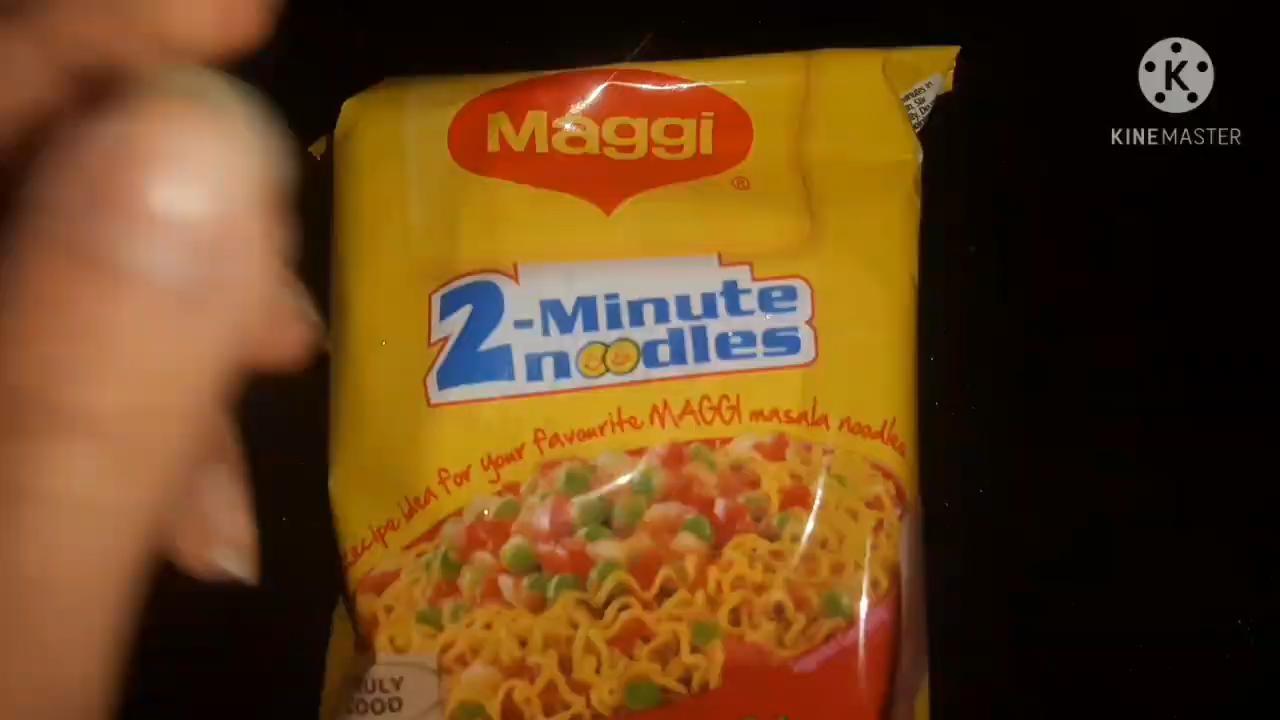 Maggi
®
2-Minute
noodles
recipe idea for your favourite MAGGI masala noodles
K
KINEMASTER